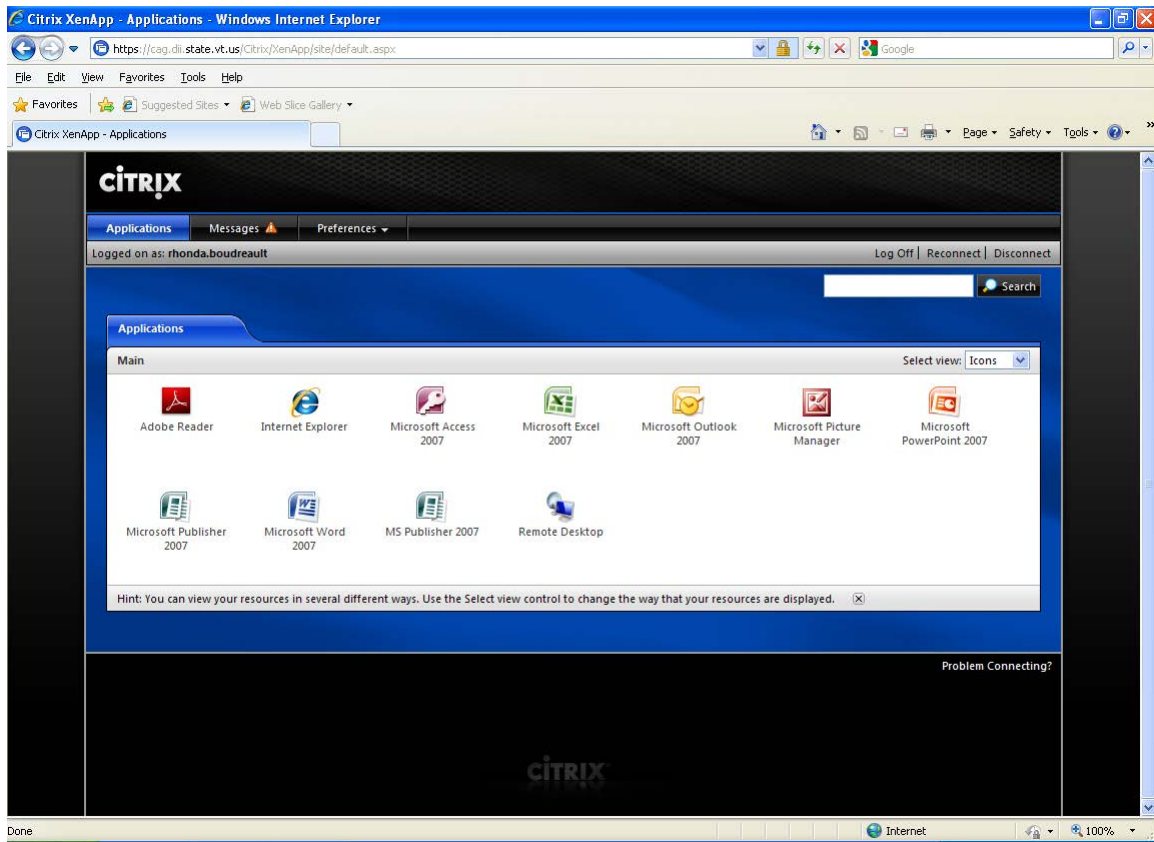 Citrix XenApp - Applications - Windows Internet Explorer
https://cag.dii.state.vt.us/Citrix/XenApp/site/default.aspx
Google
File Edit View Favorites Tools Help
Favorites Suggested Sites Web Slice Gallery
Citrix XenApp - Applications
Page Safety Tools
CITRIX
Applications Messages Preferences
Logged on as: rhonda.boudreault
Log Off | Reconnect | Disconnect
Search
Applications
Main
Select view: Icons
Adobe Reader
Internet Explorer
Microsoft Access
2007
Microsoft Excel
2007
Microsoft Outlook
2007
Microsoft Picture
Manager
Microsoft
PowerPoint 2007
Microsoft Publisher
2007
Microsoft Word
2007
MS Publisher 2007
Remote Desktop
Hint: You can view your resources in several different ways. Use the Select view control to change the way that your resources are displayed.
Problem Connecting?
CITRIX
Done
Internet
100%